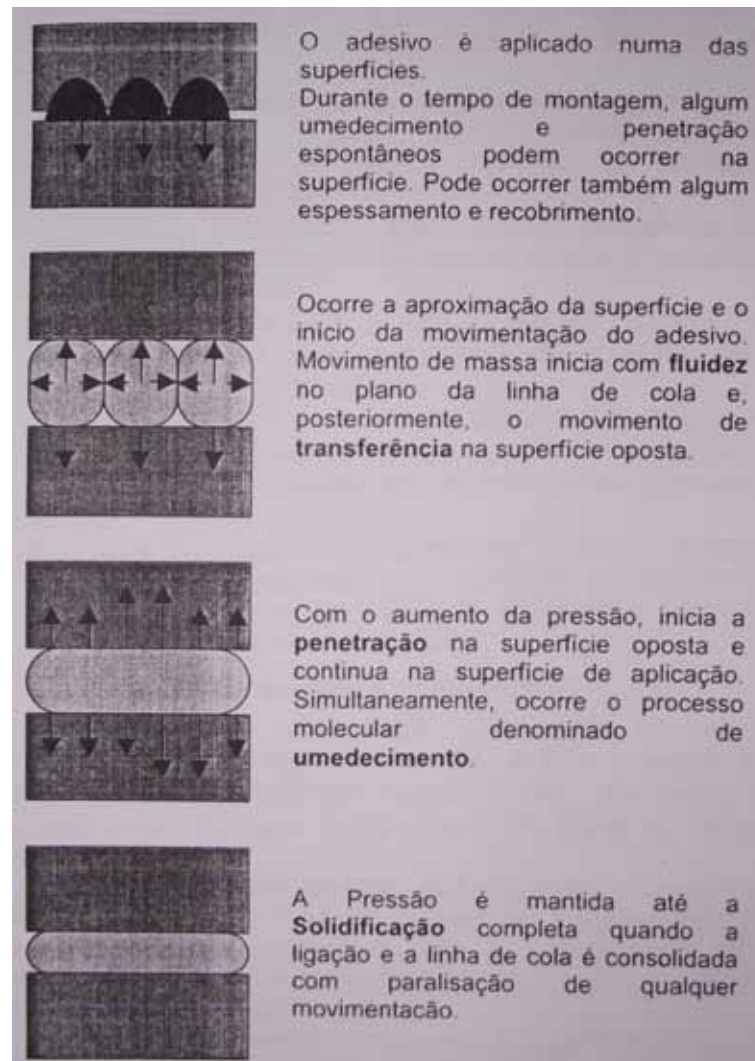 O adesivo é aplicado numa das
superfícies.
Durante o tempo de montagem, algum
umedecimento e penetração
espontâneos podem ocorrer na
superfície. Pode ocorrer também algum
espessamento e recobrimento.
Ocorre a aproximação da superfície e o
início da movimentação do adesivo.
Movimento de massa inicia com fluidez
no plano da linha de cola e,
posteriormente, o movimento de
transferência na superfície oposta.
Com o aumento da pressão, inicia a
penetração na superfície oposta e
continua na superfície de aplicação.
Simultaneamente, ocorre o processo
molecular denominado de
umedecimento.
A Pressão é mantida até a
Solidificação completa quando a
ligação e a linha de cola é consolidada
com paralisação de qualquer
movimentação.